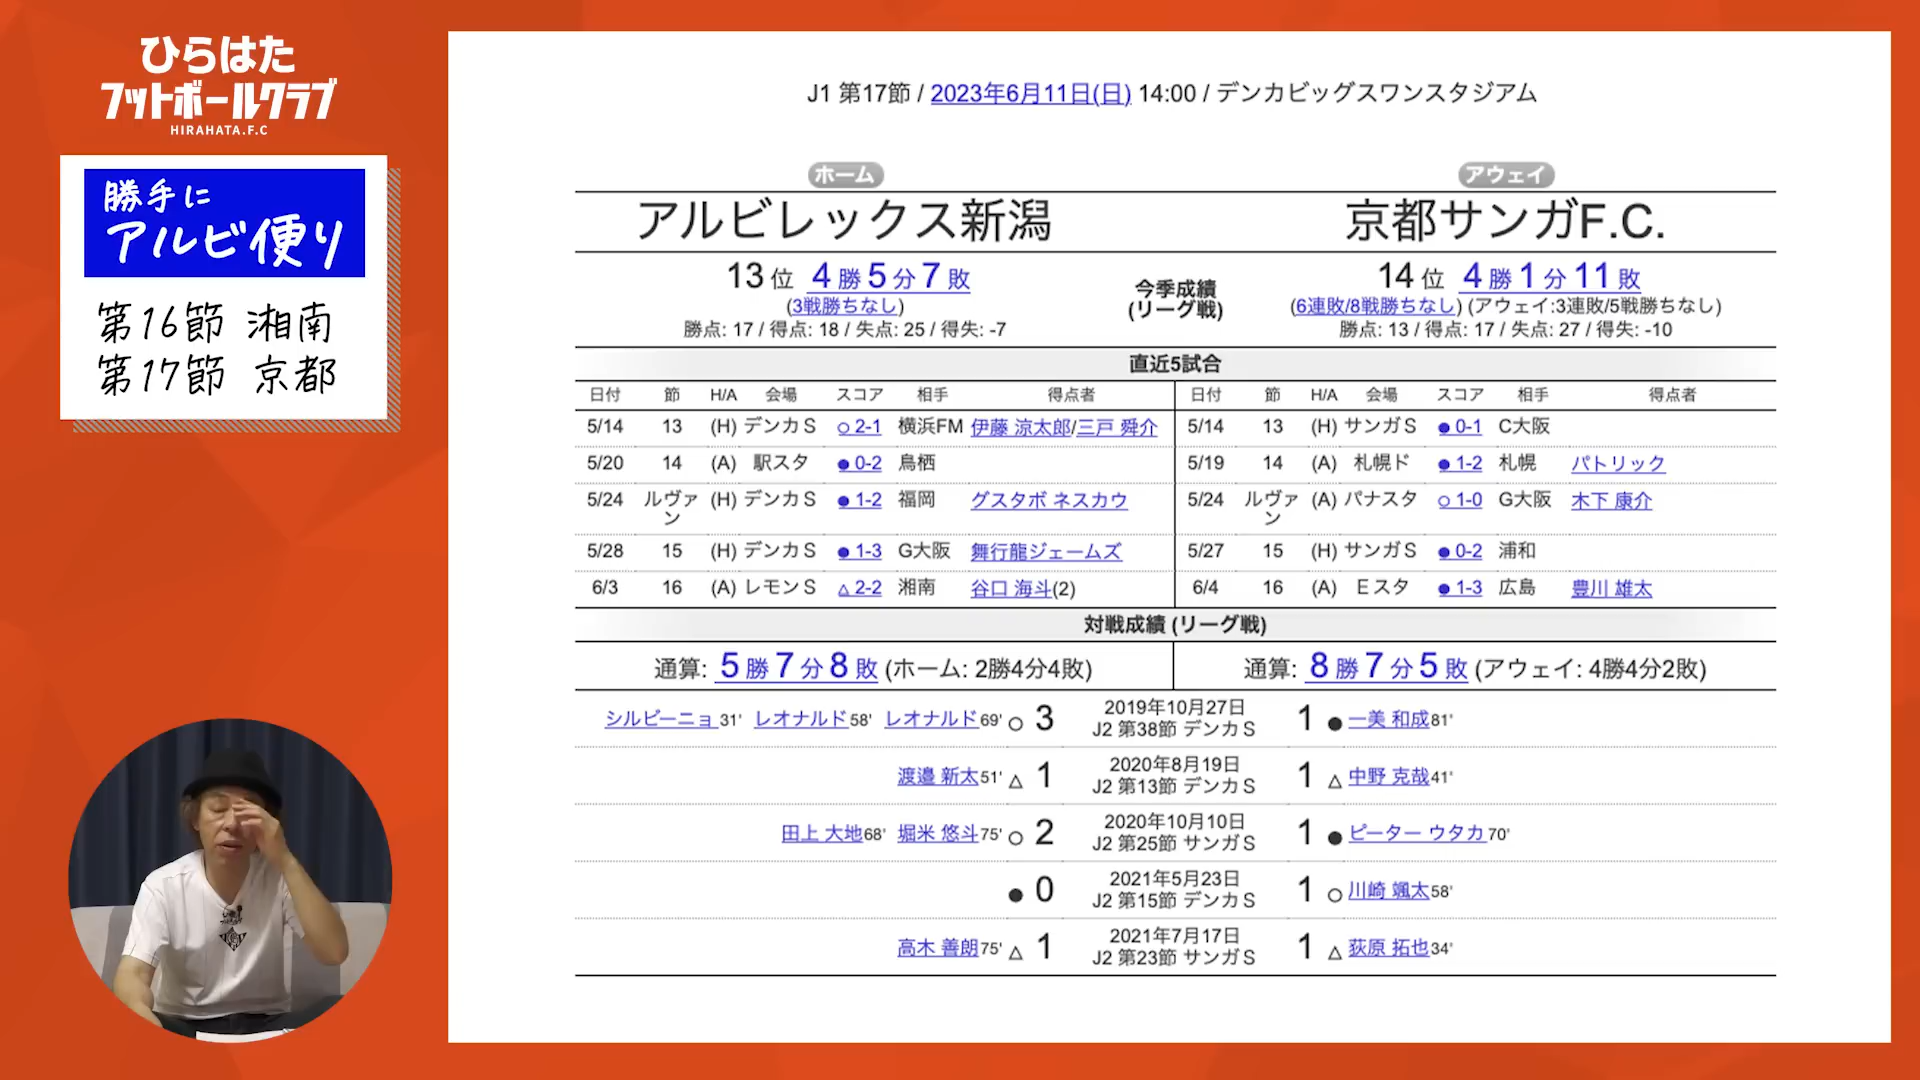 ひらはた
フットボールクラブ
HIRAHATA.F.C
勝手に
アルビ便り
第16節 湘南
第17節 京都
J1 第17節 / 2023年6月11日(日) 14:00 / デンカビッグスワンスタジアム
ホーム アウェイ
アルビレックス新潟 京都サンガF.C.
13 位 4 勝 5 分 7 敗 今季成績 14 位 4 勝 1 分 11 敗
(3戦勝ちなし) (リーグ戦) (6連敗/8戦勝ちなし) (アウェイ:3連敗/5戦勝ちなし)
勝点: 17 / 得点: 18 / 失点: 25 / 得失: -7 勝点: 13 / 得点: 17 / 失点: 27 / 得失: -10
直近5試合
日付 節 H/A 会場 スコア 相手 得点者 日付 節 H/A 会場 スコア 相手 得点者
5/14 13 (H) デンカS ○ 2-1 横浜FM 伊藤 涼太郎/三戸 舜介 5/14 13 (H) サンガS ● 0-1 C大阪
5/20 14 (A) 駅スタ ● 0-2 鳥栖 5/19 14 (A) 札幌ド ● 1-2 札幌 パトリック
5/24 ルヴァン (H) デンカS ● 1-2 福岡 グスタボ ネスカウ 5/24 ルヴァン (A) パナスタ ○ 1-0 G大阪 木下 康介
5/28 15 (H) デンカS ● 1-3 G大阪 舞行龍ジェームズ 5/27 15 (H) サンガS ● 0-2 浦和
6/3 16 (A) レモンS △ 2-2 湘南 谷口 海斗(2) 6/4 16 (A) Eスタ ● 1-3 広島 豊川 雄太
対戦成績 (リーグ戦)
通算: 5 勝 7 分 8 敗 (ホーム: 2勝4分4敗) 通算: 8 勝 7 分 5 敗 (アウェイ: 4勝4分2敗)
シルビーニョ 31' レオナルド58' レオナルド69' ○ 3 2019年10月27日 1 ● 一美 和成81'
J2 第38節 デンカS
渡邉 新太51' △ 1 2020年8月19日 1 △ 中野 克哉41'
J2 第13節 デンカS
田上 大地68' 堀米 悠斗75' ○ 2 2020年10月10日 1 ● ピーター ウタカ 70'
J2 第25節 サンガS
● 0 2021年5月23日 1 ○ 川崎 颯太58'
J2 第15節 デンカS
高木 善朗75' △ 1 2021年7月17日 1 △ 荻原 拓也34'
J2 第23節 サンガS